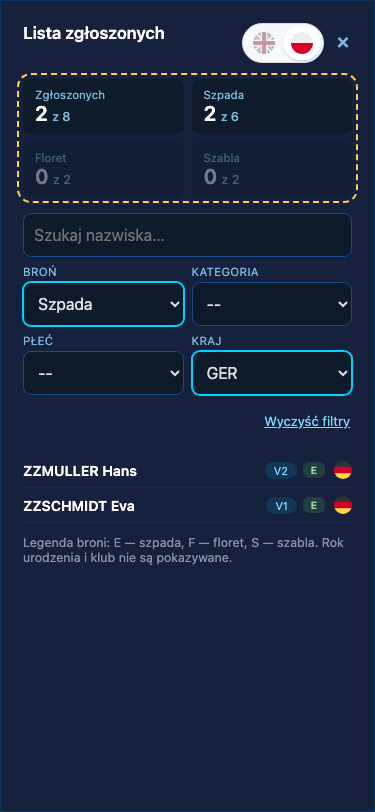 Lista zgłoszonych
×
Zgłoszonych
2 z 8
Szpada
2 z 6
Floret
0 z 2
Szabla
0 z 2
Szukaj nazwiska...
BROŃ
KATEGORIA
Szpada
--
PŁEĆ
KRAJ
--
GER
Wyczyść filtry
ZZMULLER Hans V2 E
ZZSCHMIDT Eva V1 E
Legenda broni: E — szpada, F — floret, S — szabla. Rok
urodzenia i klub nie są pokazywane.